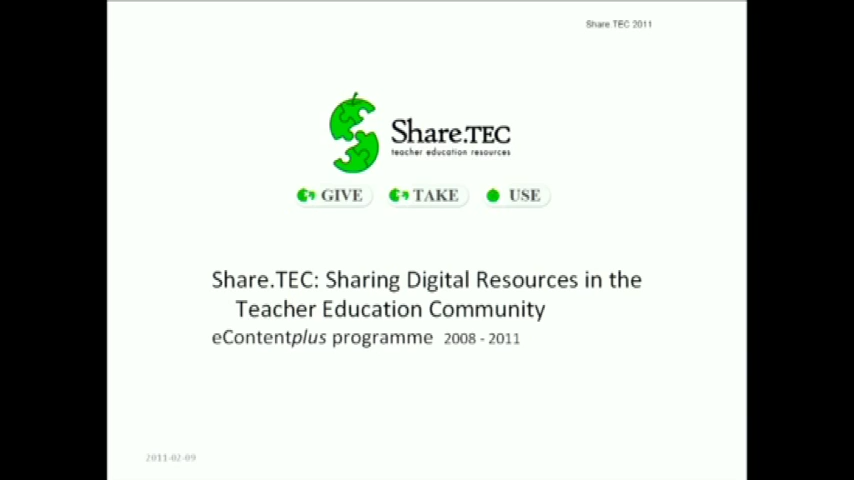 Share.TEC 2011
Share.TEC
teacher education resources
GIVE TAKE USE
Share.TEC: Sharing Digital Resources in the
Teacher Education Community
eContentplus programme 2008 - 2011
2011-02-09